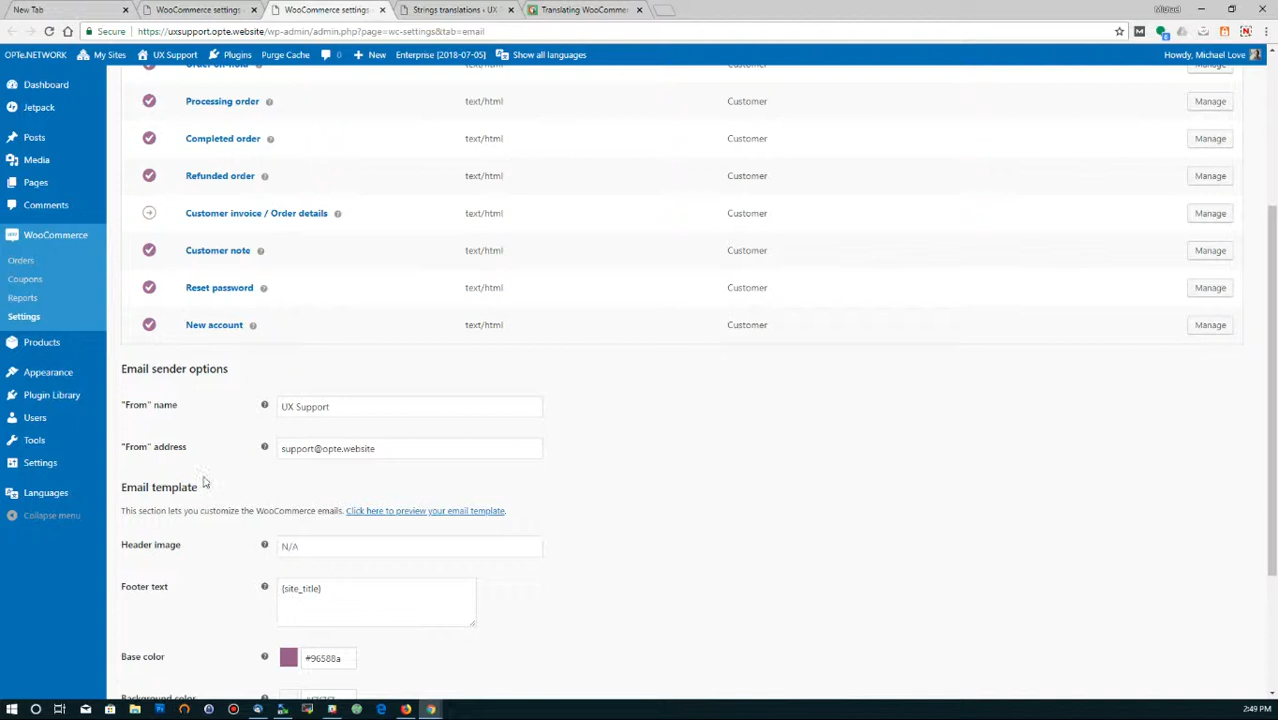 New Tab
WooCommerce settings
WooCommerce settings
Strings translations ‹ UX
Translating WooCommerc
Michael
Secure
https://uxsupport.opte.website/wp-admin/admin.php?page=wc-settings&tab=email
OPTe.NETWORK
My Sites
UX Support
Plugins
Purge Cache
0
New
Enterprise [2018-07-05]
Show all languages
Howdy, Michael Love
Dashboard
Jetpack
Posts
Media
Pages
Comments
WooCommerce
Orders
Coupons
Reports
Settings
Products
Appearance
Plugin Library
Users
Tools
Settings
Languages
Collapse menu
Order on-hold text/html Customer Manage
Processing order text/html Customer Manage
Completed order text/html Customer Manage
Refunded order text/html Customer Manage
Customer invoice / Order details text/html Customer Manage
Customer note text/html Customer Manage
Reset password text/html Customer Manage
New account text/html Customer Manage
Email sender options
"From" name UX Support
"From" address support@opte.website
Email template
This section lets you customize the WooCommerce emails. Click here to preview your email template.
Header image N/A
Footer text {site_title}
Base color #96588a
Background color
2:49 PM